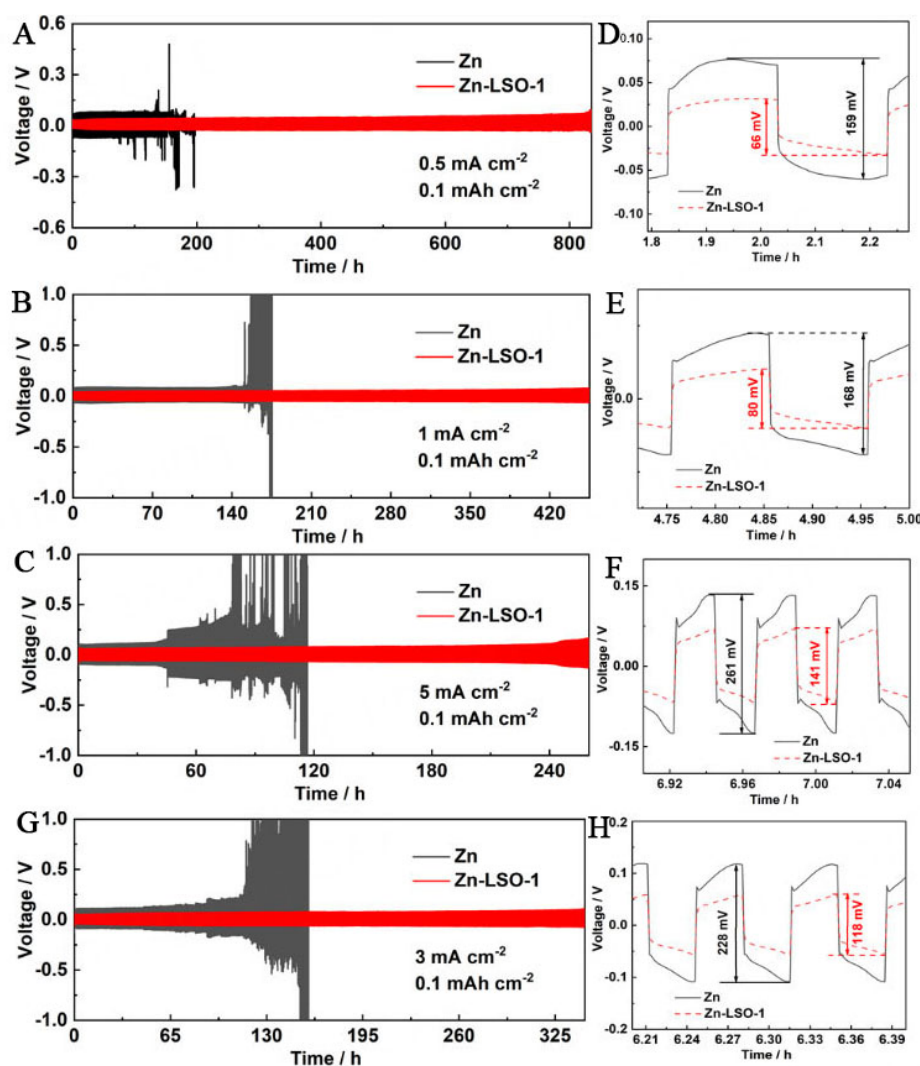 A
Voltage / V
0.6
0.3
0.0
-0.3
-0.6
Zn
Zn-LSO-1
0.5 mA cm⁻²
0.1 mAh cm⁻²
0 200 400 600 800
Time / h
D
Voltage / V
0.10
0.05
0.00
-0.05
-0.10
66 mV
159 mV
Zn
Zn-LSO-1
1.8 1.9 2.0 2.1 2.2
Time / h
B
Voltage / V
1.0
0.5
0.0
-0.5
-1.0
Zn
Zn-LSO-1
1 mA cm⁻²
0.1 mAh cm⁻²
0 70 140 210 280 350 420
Time / h
E
Voltage / V
0.0
80 mV
168 mV
Zn
Zn-LSO-1
4.75 4.80 4.85 4.90 4.95 5.00
Time / h
C
Voltage / V
1.0
0.5
0.0
-0.5
-1.0
Zn
Zn-LSO-1
5 mA cm⁻²
0.1 mAh cm⁻²
0 60 120 180 240
Time / h
F
Voltage / V
0.15
0.00
-0.15
261 mV
141 mV
Zn
Zn-LSO-1
6.92 6.96 7.00 7.04
Time / h
G
Voltage / V
1.0
0.5
0.0
-0.5
-1.0
Zn
Zn-LSO-1
3 mA cm⁻²
0.1 mAh cm⁻²
0 65 130 195 260 325
Time / h
H
Voltage / V
0.2
0.1
0.0
-0.1
-0.2
228 mV
118 mV
Zn
Zn-LSO-1
6.21 6.24 6.27 6.30 6.33 6.36 6.39
Time / h